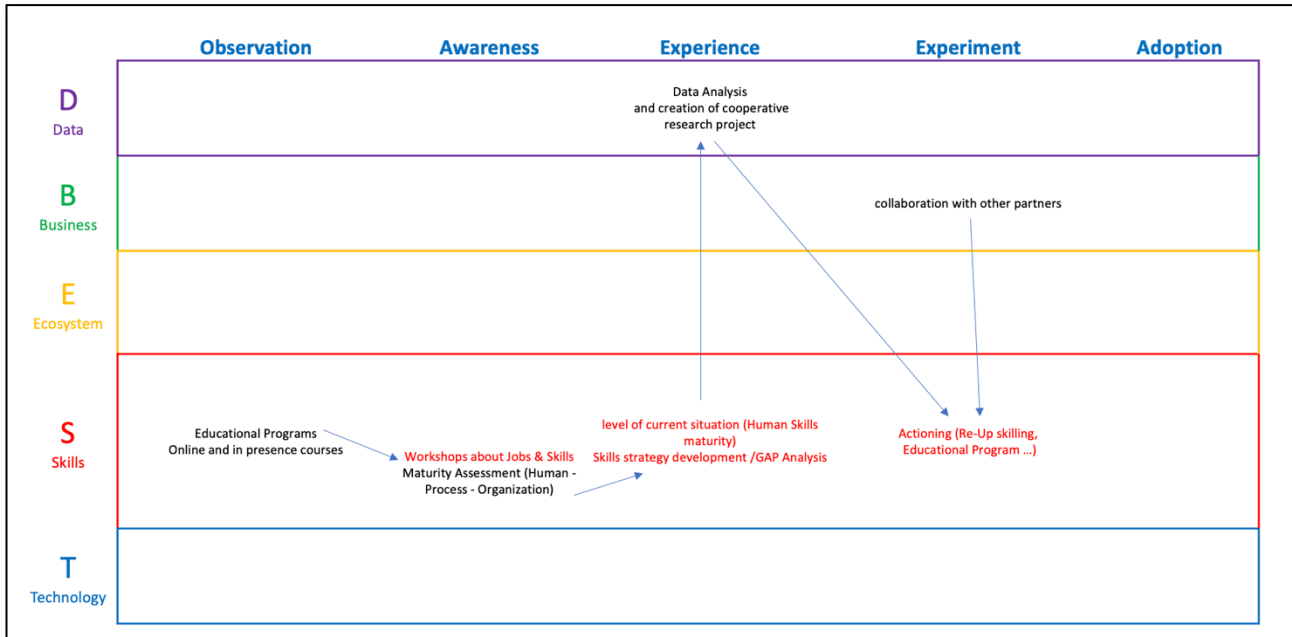 Observation
Awareness
Experience
Experiment
Adoption
D
Data
Data Analysis
and creation of cooperative
research project
B
Business
collaboration with other partners
E
Ecosystem
S
Skills
Educational Programs
Online and in presence courses
Workshops about Jobs & Skills
Maturity Assessment (Human -
Process - Organization)
level of current situation (Human Skills
maturity)
Skills strategy development /GAP Analysis
Actioning (Re-Up skilling,
Educational Program ...)
T
Technology